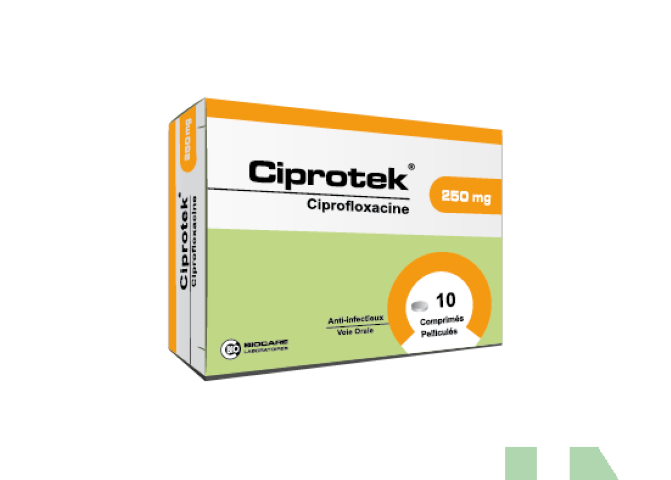 Ciprotek®
Ciprofloxacine
250 mg
250 mg
Ciprotek®
Ciprofloxacine
10
Comprimés
Pelliculés
Anti-infectieux
Voie Orale
BIOCARE
LABORATOIRES